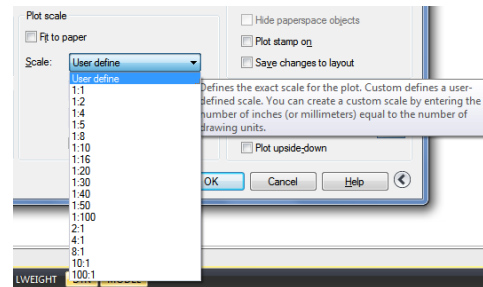 Plot scale
Hide paperspace objects
Fit to paper
Plot stamp on
Scale: User define
Save changes to layout
User define
1:1
1:2
1:4
1:5
1:8
1:10
1:16
1:20
1:30
1:40
1:50
1:100
2:1
4:1
8:1
10:1
100:1
Defines the exact scale for the plot. Custom defines a user-
defined scale. You can create a custom scale by entering the
number of inches (or millimeters) equal to the number of
drawing units.
Plot upside-down
OK Cancel Help
LWEIGHT
MODEL